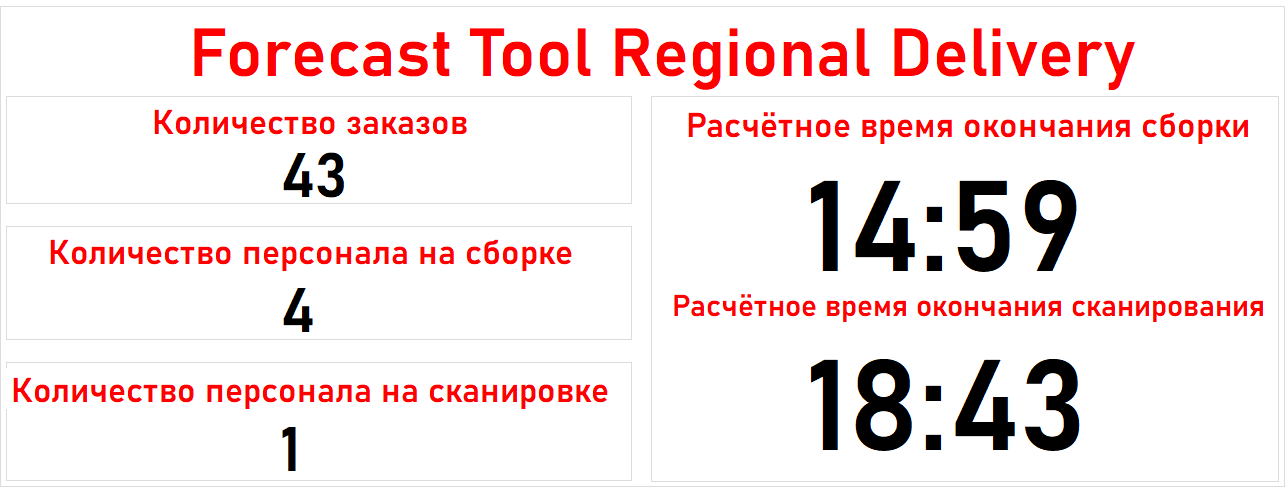 Forecast Tool Regional Delivery
Количество заказов
43
Количество персонала на сборке
4
Количество персонала на сканировке
1
Расчётное время окончания сборки
14:59
Расчётное время окончания сканирования
18:43